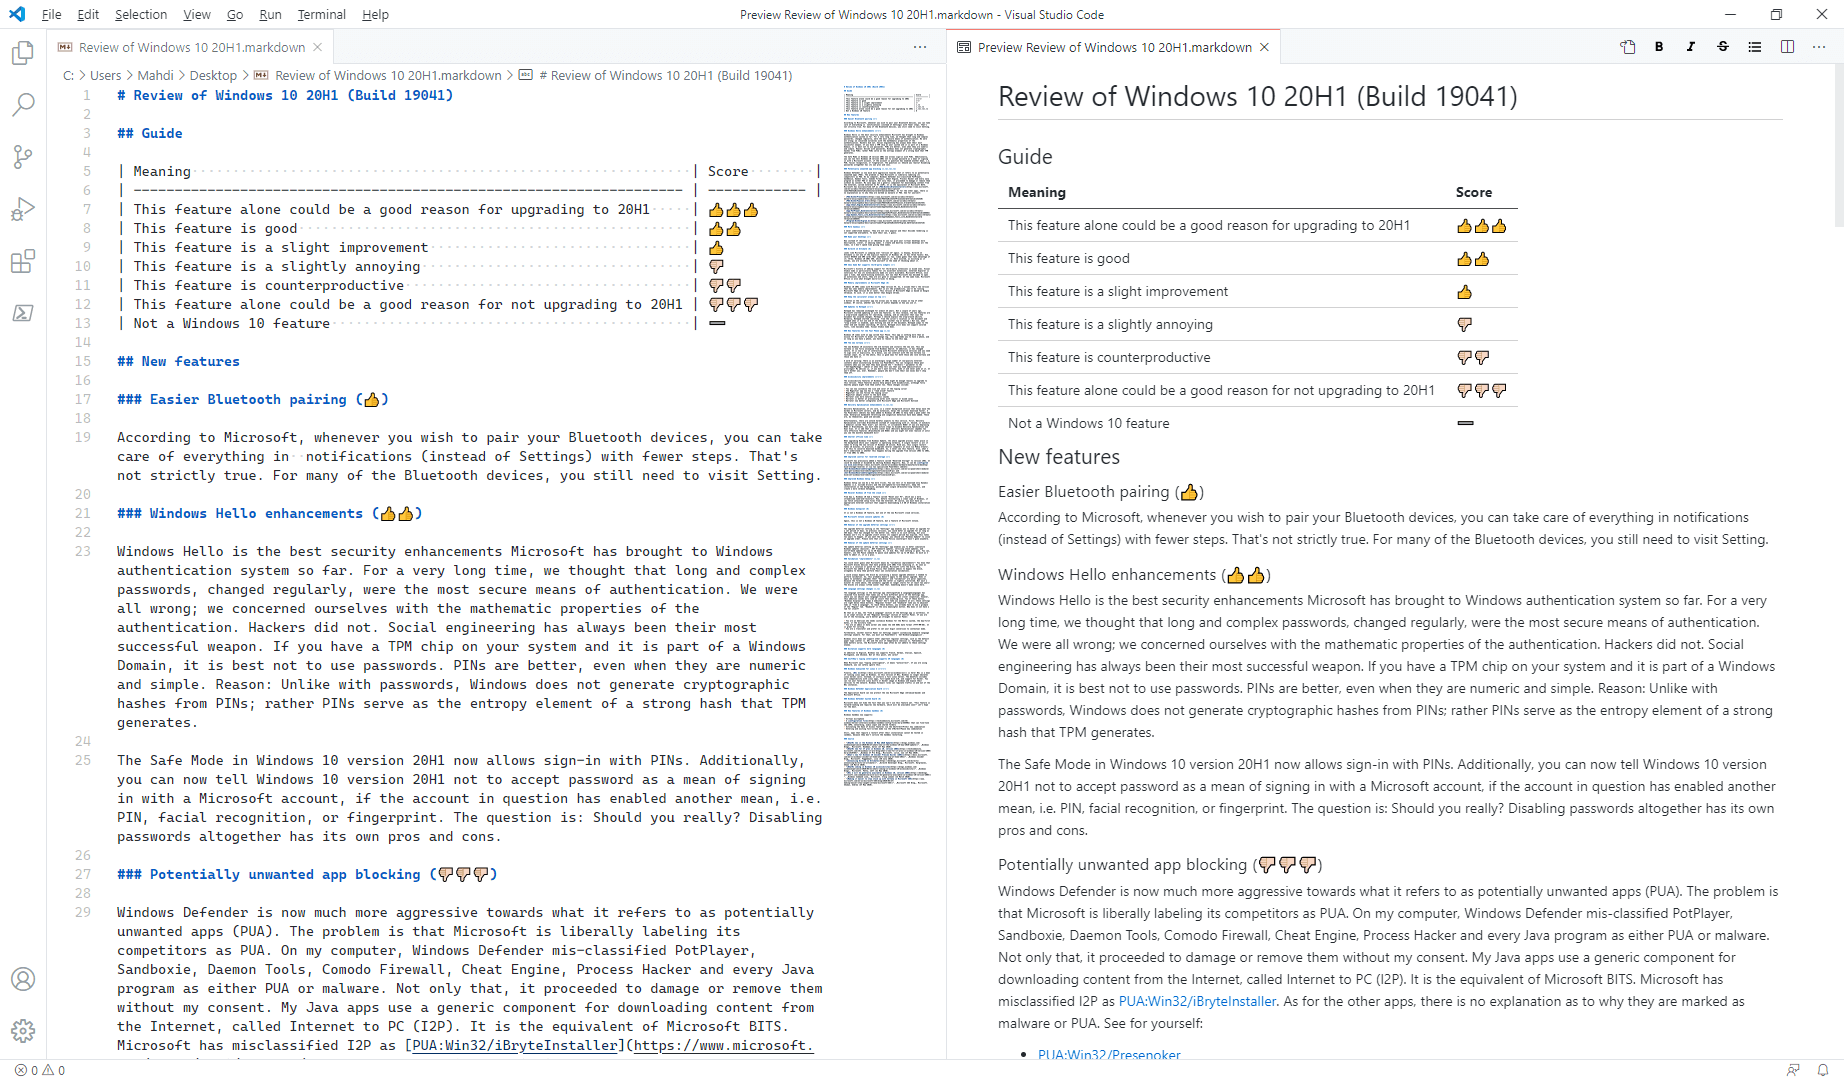 File Edit Selection View Go Run Terminal Help
Preview Review of Windows 10 20H1.markdown - Visual Studio Code
Review of Windows 10 20H1.markdown
C: > Users > Mahdi > Desktop > Review of Windows 10 20H1.markdown > # Review of Windows 10 20H1 (Build 19041)
1 # Review of Windows 10 20H1 (Build 19041)
2
3 ## Guide
4
5 | Meaning | Score |
6 | ------------------------------------------------------------------- | ------------ |
7 | This feature alone could be a good reason for upgrading to 20H1 | 👍👍👍
8 | This feature is good | 👍👍
9 | This feature is a slight improvement | 👍
10 | This feature is a slightly annoying | 👎
11 | This feature is counterproductive | 👎👎
12 | This feature alone could be a good reason for not upgrading to 20H1 | 👎👎👎
13 | Not a Windows 10 feature | ➖
14
15 ## New features
16
17 ### Easier Bluetooth pairing (👍)
18
19 According to Microsoft, whenever you wish to pair your Bluetooth devices, you can take
care of everything in  notifications (instead of Settings) with fewer steps. That's
not strictly true. For many of the Bluetooth devices, you still need to visit Setting.
20
21 ### Windows Hello enhancements (👍👍)
22
23 Windows Hello is the best security enhancements Microsoft has brought to Windows
authentication system so far. For a very long time, we thought that long and complex
passwords, changed regularly, were the most secure means of authentication. We were
all wrong; we concerned ourselves with the mathematic properties of the
authentication. Hackers did not. Social engineering has always been their most
successful weapon. If you have a TPM chip on your system and it is part of a Windows
Domain, it is best not to use passwords. PINs are better, even when they are numeric
and simple. Reason: Unlike with passwords, Windows does not generate cryptographic
hashes from PINs; rather PINs serve as the entropy element of a strong hash that TPM
generates.
24
25 The Safe Mode in Windows 10 version 20H1 now allows sign-in with PINs. Additionally,
you can now tell Windows 10 version 20H1 not to accept password as a mean of signing
in with a Microsoft account, if the account in question has enabled another mean, i.e.
PIN, facial recognition, or fingerprint. The question is: Should you really? Disabling
passwords altogether has its own pros and cons.
26
27 ### Potentially unwanted app blocking (👎👎👎)
28
29 Windows Defender is now much more aggressive towards what it refers to as potentially
unwanted apps (PUA). The problem is that Microsoft is liberally labeling its
competitors as PUA. On my computer, Windows Defender mis-classified PotPlayer,
Sandboxie, Daemon Tools, Comodo Firewall, Cheat Engine, Process Hacker and every Java
program as either PUA or malware. Not only that, it proceeded to damage or remove them
without my consent. My Java apps use a generic component for downloading content from
the Internet, called Internet to PC (I2P). It is the equivalent of Microsoft BITS.
Microsoft has misclassified I2P as [PUA:Win32/iBryteInstaller](https://www.microsoft.
Preview Review of Windows 10 20H1.markdown
Review of Windows 10 20H1 (Build 19041)
Guide
Meaning Score
This feature alone could be a good reason for upgrading to 20H1 👍👍👍
This feature is good 👍👍
This feature is a slight improvement 👍
This feature is a slightly annoying 👎
This feature is counterproductive 👎👎
This feature alone could be a good reason for not upgrading to 20H1 👎👎👎
Not a Windows 10 feature ➖
New features
Easier Bluetooth pairing (👍)
According to Microsoft, whenever you wish to pair your Bluetooth devices, you can take care of everything in notifications
(instead of Settings) with fewer steps. That's not strictly true. For many of the Bluetooth devices, you still need to visit Setting.
Windows Hello enhancements (👍👍)
Windows Hello is the best security enhancements Microsoft has brought to Windows authentication system so far. For a very
long time, we thought that long and complex passwords, changed regularly, were the most secure means of authentication.
We were all wrong; we concerned ourselves with the mathematic properties of the authentication. Hackers did not. Social
engineering has always been their most successful weapon. If you have a TPM chip on your system and it is part of a Windows
Domain, it is best not to use passwords. PINs are better, even when they are numeric and simple. Reason: Unlike with
passwords, Windows does not generate cryptographic hashes from PINs; rather PINs serve as the entropy element of a strong
hash that TPM generates.
The Safe Mode in Windows 10 version 20H1 now allows sign-in with PINs. Additionally, you can now tell Windows 10 version
20H1 not to accept password as a mean of signing in with a Microsoft account, if the account in question has enabled another
mean, i.e. PIN, facial recognition, or fingerprint. The question is: Should you really? Disabling passwords altogether has its own
pros and cons.
Potentially unwanted app blocking (👎👎👎)
Windows Defender is now much more aggressive towards what it refers to as potentially unwanted apps (PUA). The problem is
that Microsoft is liberally labeling its competitors as PUA. On my computer, Windows Defender mis-classified PotPlayer,
Sandboxie, Daemon Tools, Comodo Firewall, Cheat Engine, Process Hacker and every Java program as either PUA or malware.
Not only that, it proceeded to damage or remove them without my consent. My Java apps use a generic component for
downloading content from the Internet, called Internet to PC (I2P). It is the equivalent of Microsoft BITS. Microsoft has
misclassified I2P as PUA:Win32/iBryteInstaller. As for the other apps, there is no explanation as to why they are marked as
malware or PUA. See for yourself:
• PUA:Win32/Presenoker
0 0